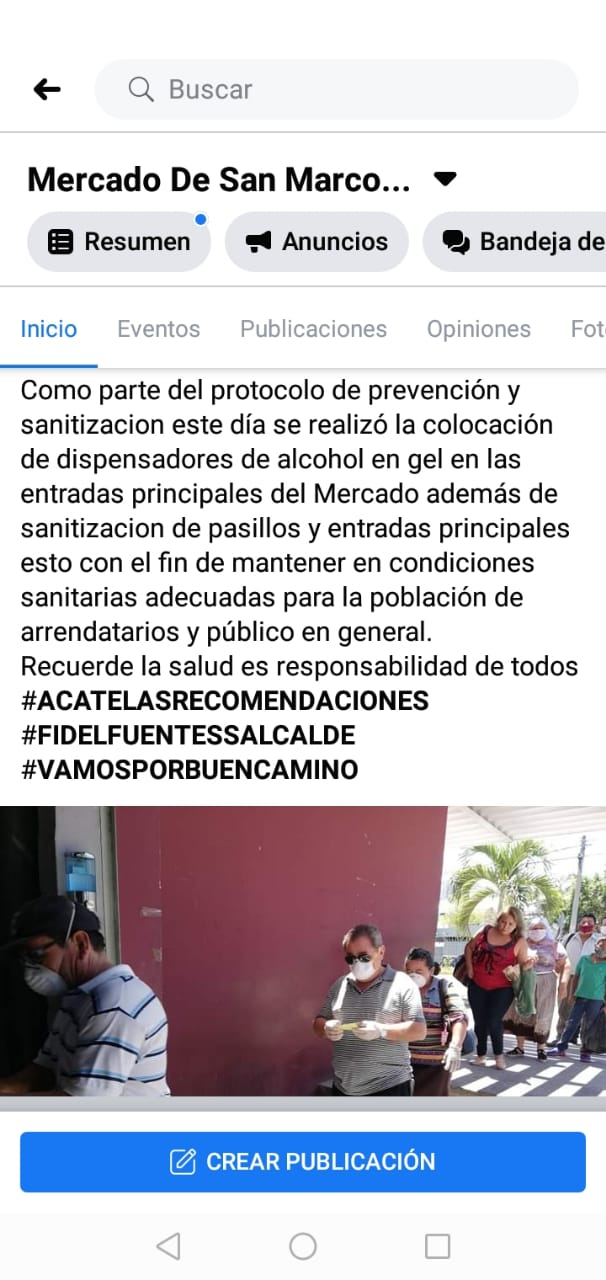 Buscar
Mercado De San Marco...
Resumen
Anuncios
Bandeja de
Inicio
Eventos
Publicaciones
Opiniones
Fot
Como parte del protocolo de prevención y
sanitizacion este día se realizó la colocación
de dispensadores de alcohol en gel en las
entradas principales del Mercado además de
sanitizacion de pasillos y entradas principales
esto con el fin de mantener en condiciones
sanitarias adecuadas para la población de
arrendatarios y público en general.
Recuerde la salud es responsabilidad de todos
#ACATELASRECOMENDACIONES
#FIDELFUENTESSALCALDE
#VAMOSPORBUENCAMINO
CREAR PUBLICACIÓN